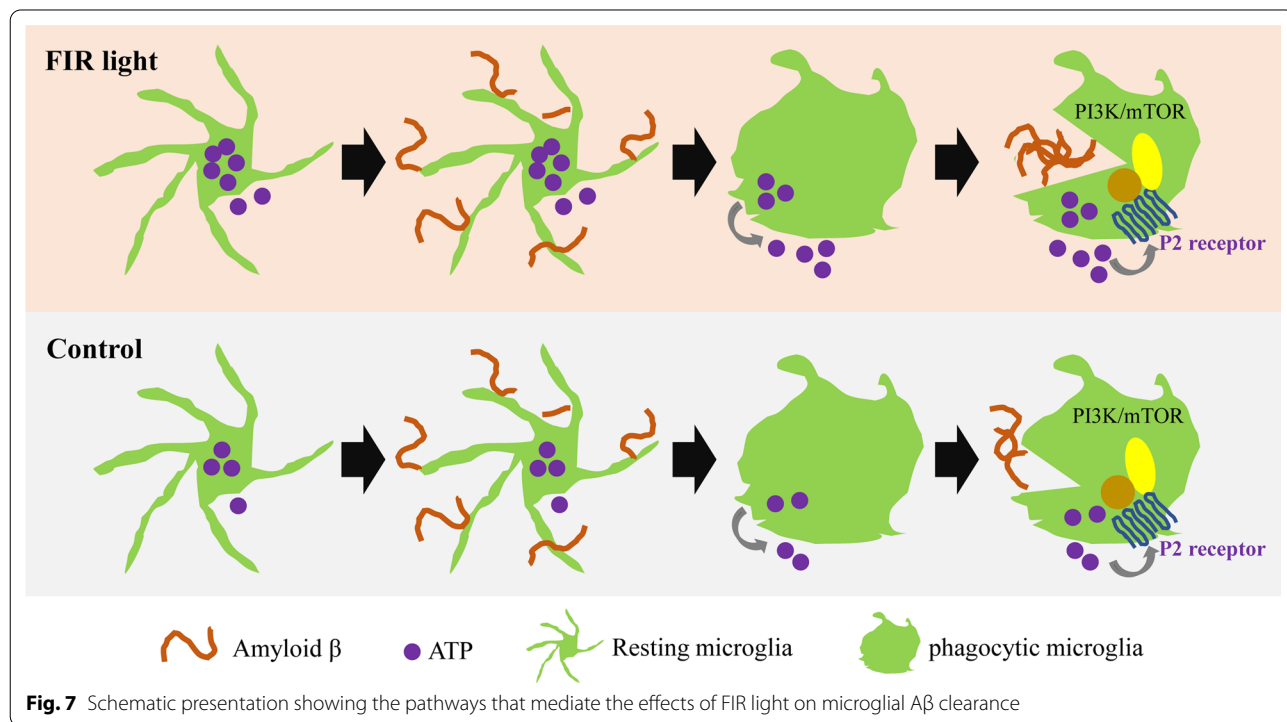 FIR light
PI3K/mTOR
P2 receptor
Control
PI3K/mTOR
P2 receptor
Amyloid β
ATP
Resting microglia
phagocytic microglia
Fig. 7 Schematic presentation showing the pathways that mediate the effects of FIR light on microglial Aβ clearance